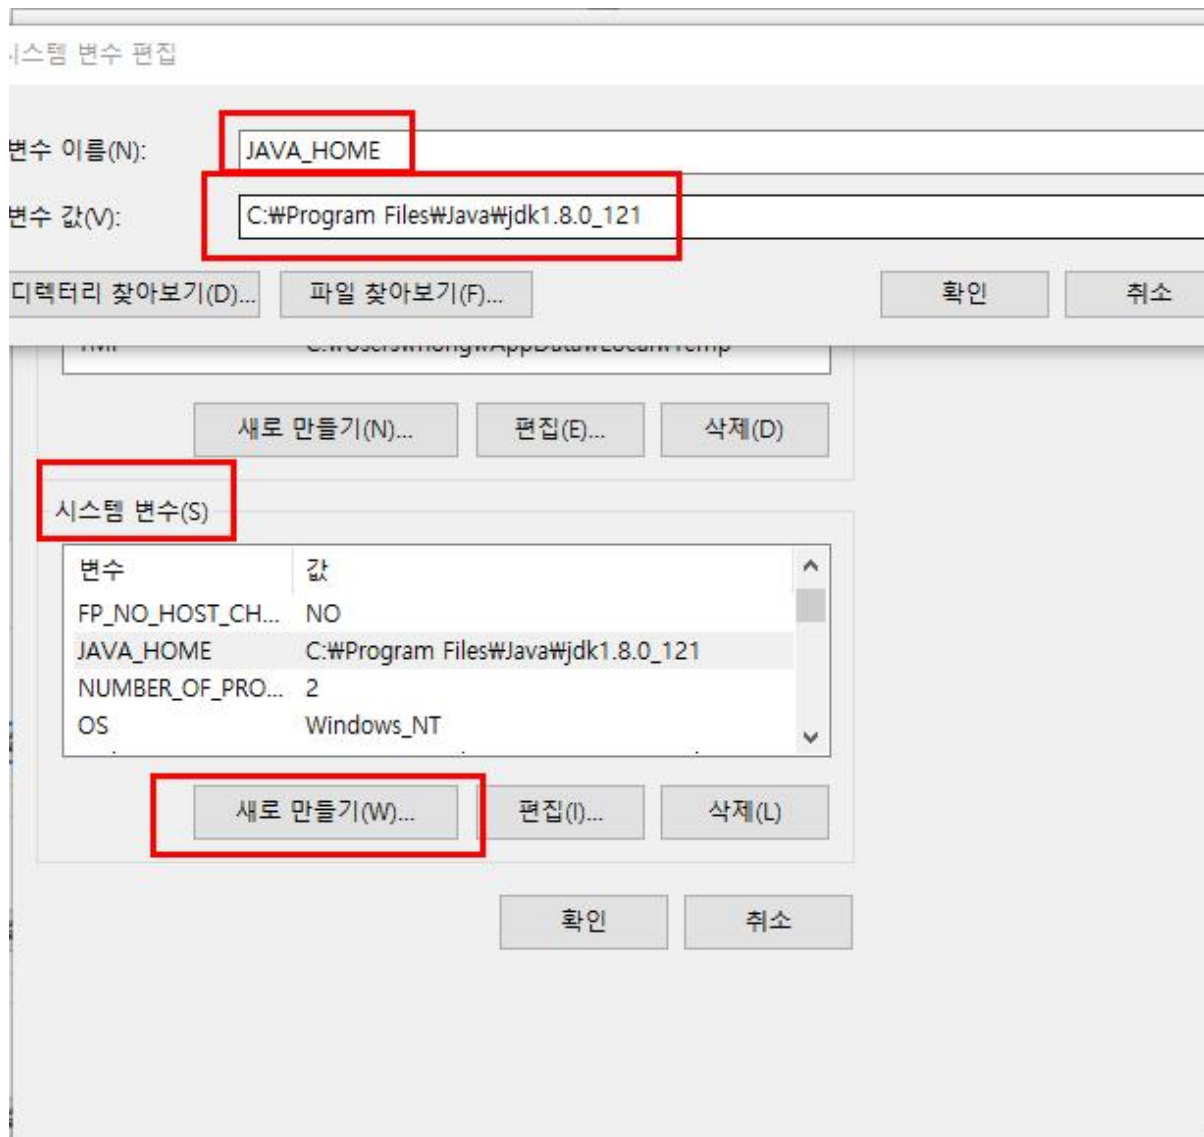 시스템 변수 편집
변수 이름(N):
JAVA_HOME
변수 값(V):
C:₩Program Files₩Java₩jdk1.8.0_121
디렉터리 찾아보기(D)...
파일 찾아보기(F)...
확인
취소
새로 만들기(N)...
편집(E)...
삭제(D)
시스템 변수(S)
변수 값
FP_NO_HOST_CH... NO
JAVA_HOME C:₩Program Files₩Java₩jdk1.8.0_121
NUMBER_OF_PRO... 2
OS Windows_NT
새로 만들기(W)...
편집(I)...
삭제(L)
확인
취소